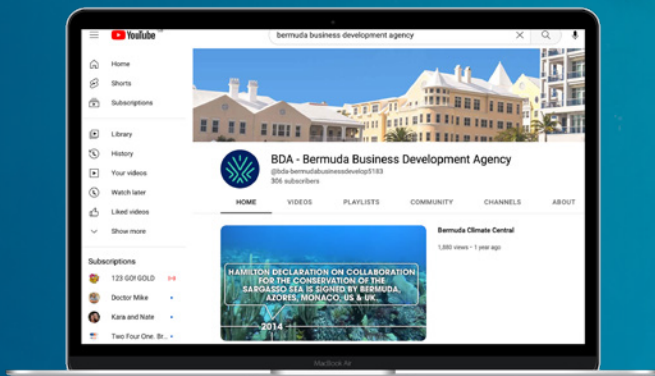 YouTube
bermuda business development agency
Home
Shorts
Subscriptions
Library
History
Your videos
Watch later
Liked videos
Show more
Subscriptions
123 GO! GOLD
Doctor Mike
Kara and Nate
Two Four One. Br...
BDA - Bermuda Business Development Agency
@bda-bermudabusinessdevelop5183
306 subscribers
HOME VIDEOS PLAYLISTS COMMUNITY CHANNELS ABOUT
HAMILTON DECLARATION ON COLLABORATION
FOR THE CONSERVATION OF THE
SARGASSO SEA IS SIGNED BY BERMUDA,
AZORES, MONACO, US & UK...
2014
Bermuda Climate Central
1,880 views • 1 year ago
MacBook Air